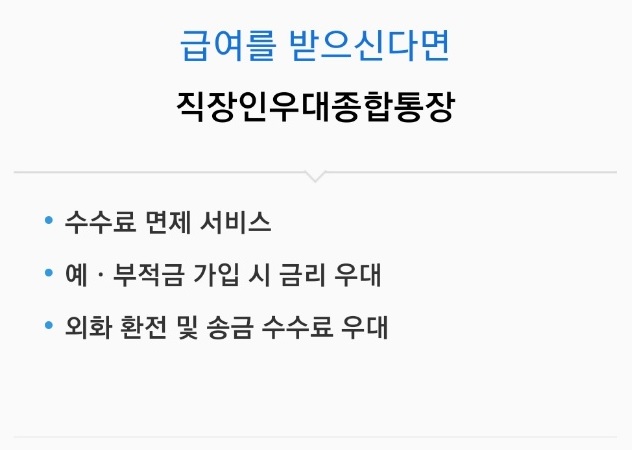 급여를 받으신다면
직장인우대종합통장
• 수수료 면제 서비스
• 예 · 부적금 가입 시 금리 우대
• 외화 환전 및 송금 수수료 우대